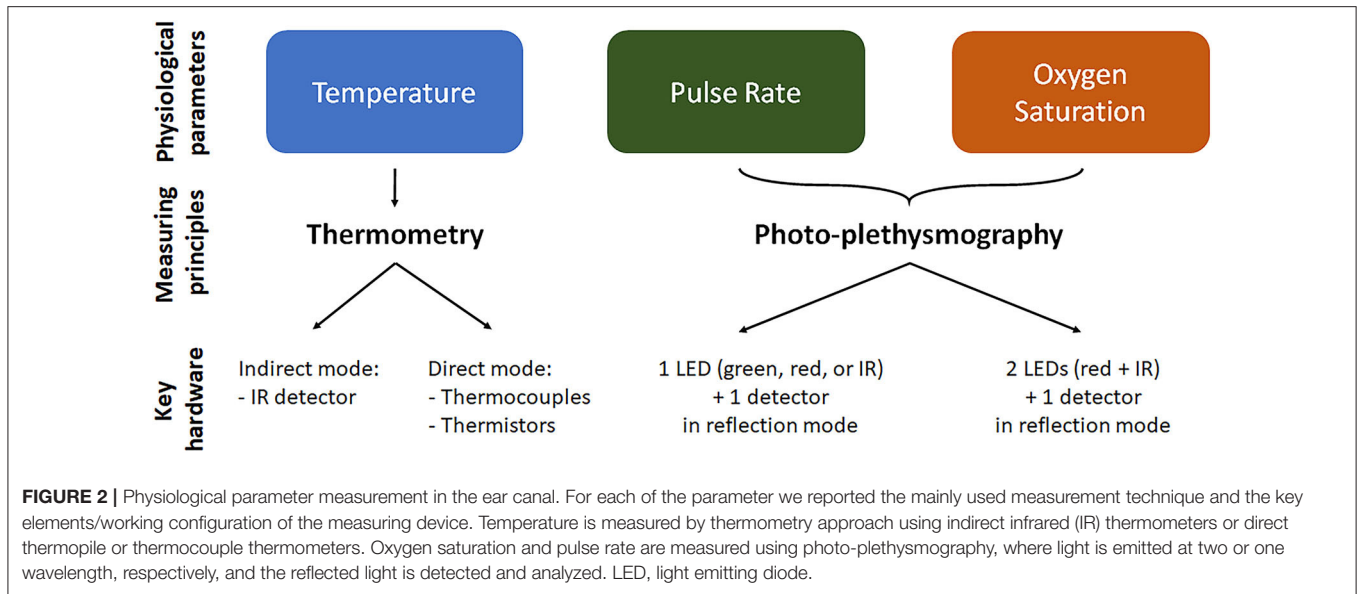 Physiological
parameters
Temperature
Pulse Rate
Oxygen
Saturation
Measuring
principles
Thermometry
Photo-plethysmography
Key
hardware
Indirect mode:
- IR detector
Direct mode:
- Thermocouples
- Thermistors
1 LED (green, red, or IR)
+ 1 detector
in reflection mode
2 LEDs (red + IR)
+ 1 detector
in reflection mode
FIGURE 2 | Physiological parameter measurement in the ear canal. For each of the parameter we reported the mainly used measurement technique and the key
elements/working configuration of the measuring device. Temperature is measured by thermometry approach using indirect infrared (IR) thermometers or direct
thermopile or thermocouple thermometers. Oxygen saturation and pulse rate are measured using photo-plethysmography, where light is emitted at two or one
wavelength, respectively, and the reflected light is detected and analyzed. LED, light emitting diode.